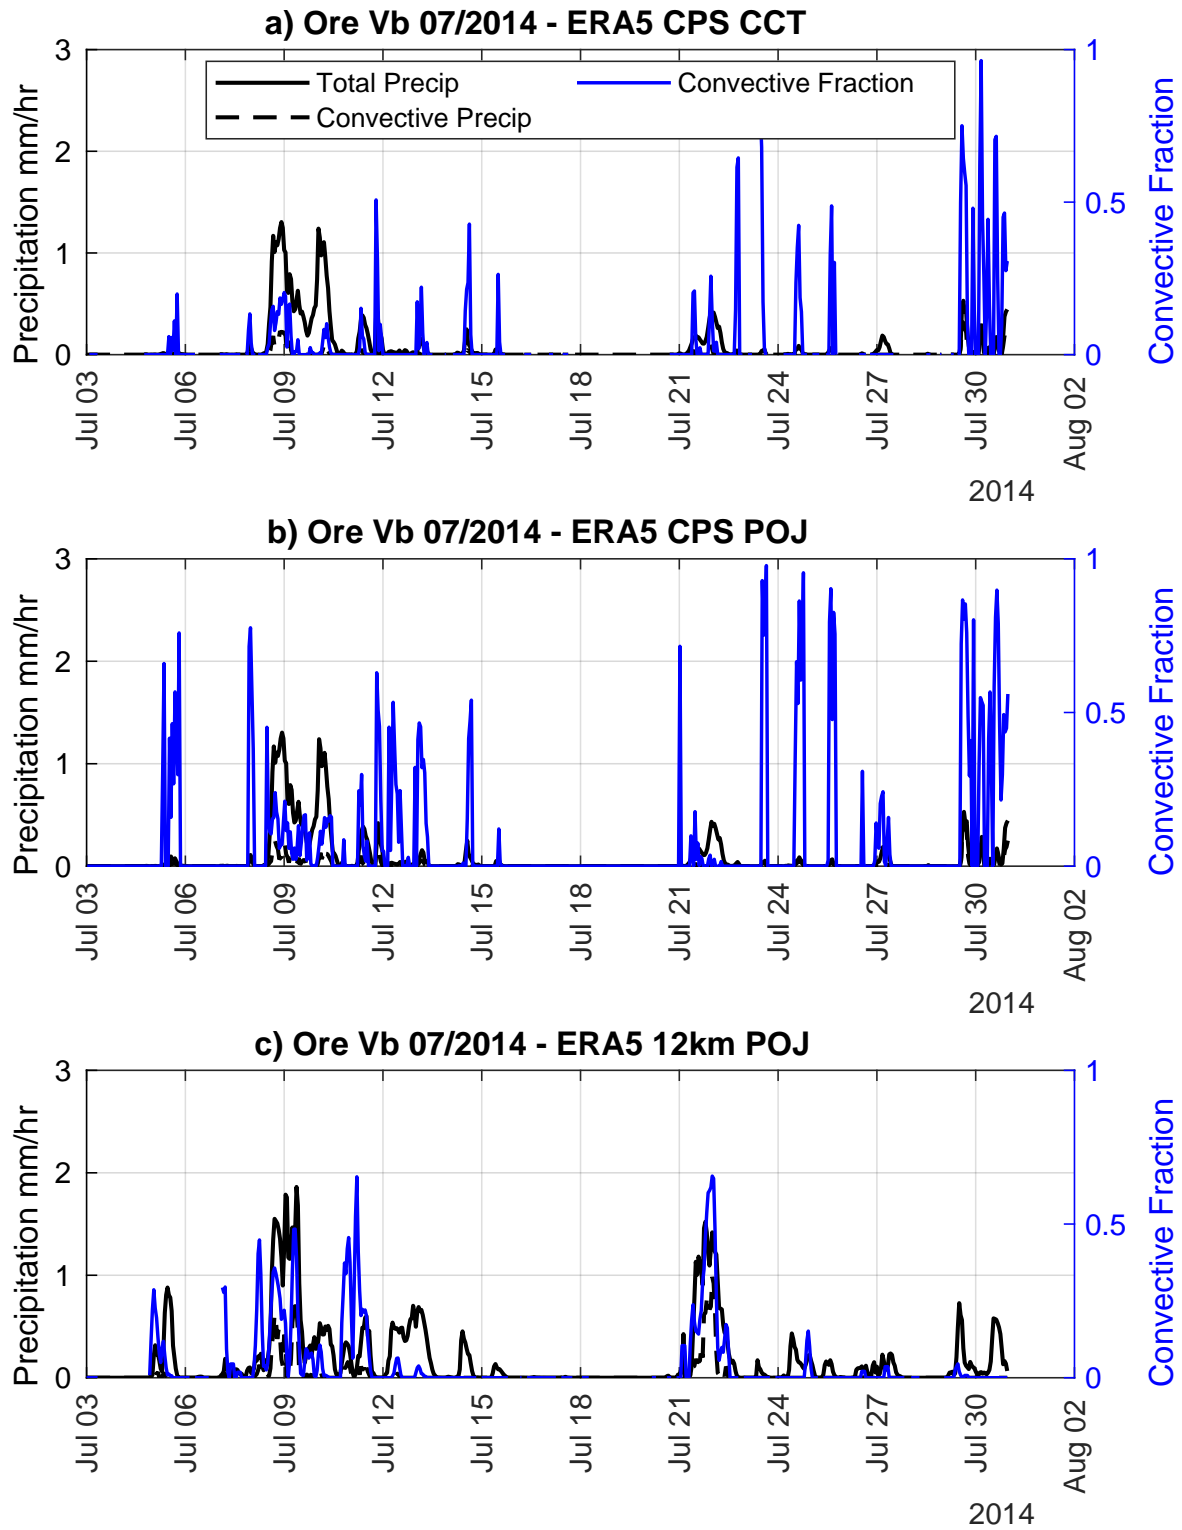 a) Ore Vb 07/2014 - ERA5 CPS CCT
Precipitation mm/hr
3
2
1
0
Total Precip
Convective Precip
Convective Fraction
1
0.5
0
Convective Fraction
Jul 03
Jul 06
Jul 09
Jul 12
Jul 15
Jul 18
Jul 21
Jul 24
Jul 27
Jul 30
Aug 02
2014
b) Ore Vb 07/2014 - ERA5 CPS POJ
Precipitation mm/hr
3
2
1
0
1
0.5
0
Convective Fraction
Jul 03
Jul 06
Jul 09
Jul 12
Jul 15
Jul 18
Jul 21
Jul 24
Jul 27
Jul 30
Aug 02
2014
c) Ore Vb 07/2014 - ERA5 12km POJ
Precipitation mm/hr
3
2
1
0
1
0.5
0
Convective Fraction
Jul 03
Jul 06
Jul 09
Jul 12
Jul 15
Jul 18
Jul 21
Jul 24
Jul 27
Jul 30
Aug 02
2014